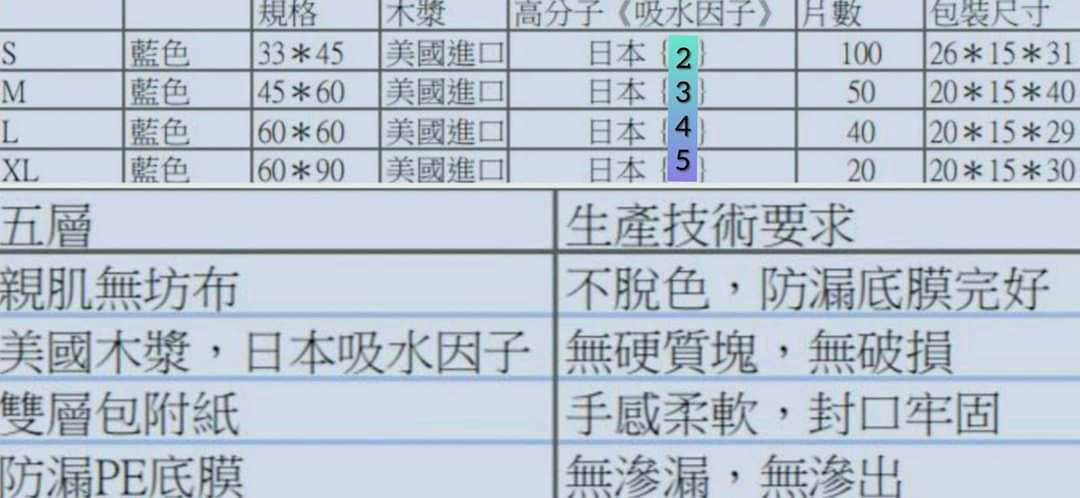 規格 木漿 高分子《吸水因子》 片數 包裝尺寸
S 藍色 33*45 美國進口 日本 {2} 100 26*15*31
M 藍色 45*60 美國進口 日本 {3} 50 20*15*40
L 藍色 60*60 美國進口 日本 {4} 40 20*15*29
XL 藍色 60*90 美國進口 日本 {5} 20 20*15*30
五層 生產技術要求
親肌無坊布 不脫色，防漏底膜完好
美國木漿，日本吸水因子 無硬質塊，無破損
雙層包附紙 手感柔軟，封口牢固
防漏PE底膜 無滲漏，無滲出